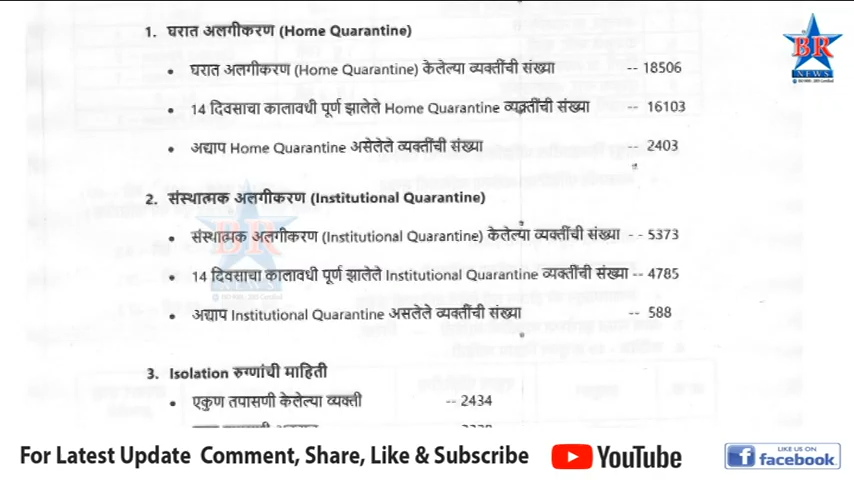 1. घरात अलगीकरण (Home Quarantine)
BR
NEWS
• घरात अलगीकरण (Home Quarantine) केलेल्या व्यक्तींची संख्या -- 18506
• 14 दिवसाचा कालावधी पूर्ण झालेले Home Quarantine व्यक्तींची संख्या -- 16103
• अद्याप Home Quarantine असेलेले व्यक्तींची संख्या -- 2403
2. संस्थात्मक अलगीकरण (Institutional Quarantine)
• संस्थात्मक अलगीकरण (Institutional Quarantine) केलेल्या व्यक्तींची संख्या -- 5373
• 14 दिवसाचा कालावधी पूर्ण झालेले Institutional Quarantine व्यक्तींची संख्या -- 4785
BR
NEWS
• अद्याप Institutional Quarantine असलेले व्यक्तींची संख्या -- 588
3. Isolation रुग्णांची माहिती
• एकुण तपासणी केलेल्या व्यक्ती -- 2434
For Latest Update Comment, Share, Like & Subscribe
YouTube
LIKE US ON
facebook